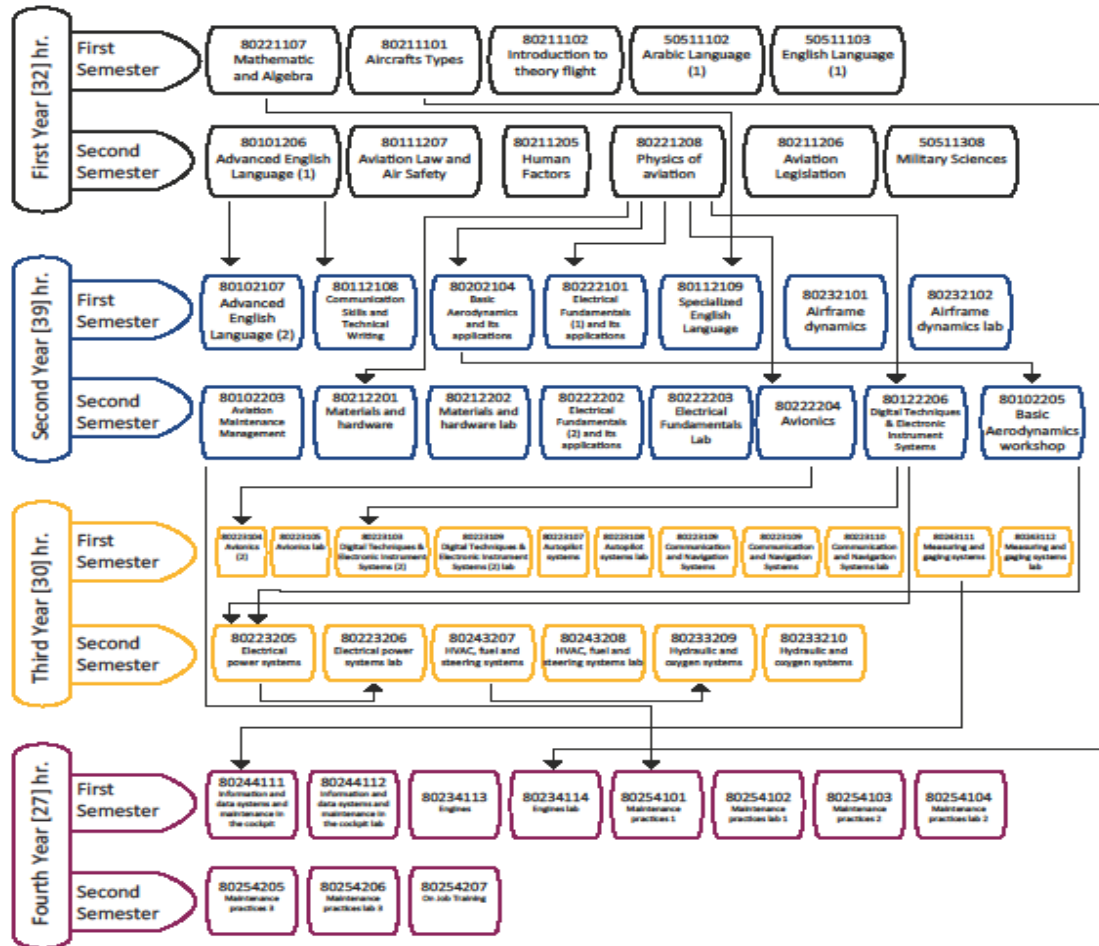 First Year [32] hr.
First
Semester
80221107
Mathematic
and Algebra
80211101
Aircrafts Types
80211102
Introduction to
theory flight
50511102
Arabic Language
(1)
50511103
English Language
(1)
Second
Semester
80101206
Advanced English
Language (1)
80111207
Aviation Law and
Air Safety
80211205
Human
Factors
80221208
Physics of
aviation
80211206
Aviation
Legislation
50511308
Military Sciences
Second Year [39] hr.
First
Semester
80102107
Advanced
English
Language (2)
80112108
Communication
Skills and
Technical
Writing
80202104
Basic
Aerodynamics
and its
applications
80222101
Electrical
Fundamentals
(1) and its
applications
80112109
Specialized
English
Language
80232101
Airframe
dynamics
80232102
Airframe
dynamics lab
Second
Semester
80102203
Aviation
Maintenance
Management
80212201
Materials and
hardware
80212202
Materials and
hardware lab
80222202
Electrical
Fundamentals
(2) and its
applications
80222203
Electrical
Fundamentals
Lab
80222204
Avionics
80122206
Digital Techniques
& Electronic
Instrument
Systems
80102205
Basic
Aerodynamics
workshop
Third Year [30] hr.
First
Semester
80223104
Avionics
(2)
80223105
Avionics lab
80223103
Digital Techniques &
Electronic Instrument
Systems (2)
80223109
Digital Techniques &
Electronic Instrument
Systems (2) lab
80223107
Autopilot
systems
80223108
Autopilot
systems lab
80223109
Communication
and Navigation
Systems
80223109
Communication
and Navigation
Systems
80223110
Communication
and Navigation
Systems lab
80243111
Measuring and
gaging systems
80243112
Measuring and
gaging systems
lab
Second
Semester
80223205
Electrical
power systems
80223206
Electrical power
systems lab
80243207
HVAC, fuel and
steering systems
80243208
HVAC, fuel and
steering systems lab
80233209
Hydraulic and
oxygen systems
80233210
Hydraulic and
oxygen systems
Fourth Year [27] hr.
First
Semester
80244111
Information and
data systems and
maintenance in
the cockpit
80244112
Information and
data systems and
maintenance in
the cockpit lab
80234113
Engines
80234114
Engines lab
80254101
Maintenance
practices 1
80254102
Maintenance
practices lab 1
80254103
Maintenance
practices 2
80254104
Maintenance
practices lab 2
Second
Semester
80254205
Maintenance
practices 3
80254206
Maintenance
practices lab 3
80254207
On Job Training